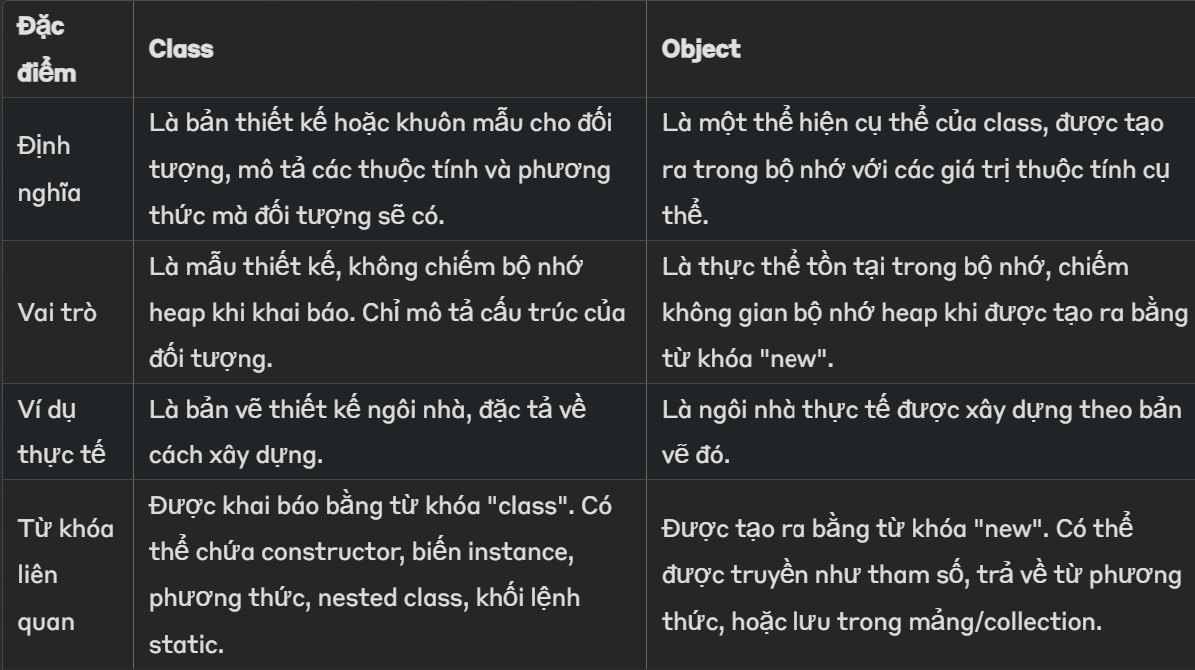 Đặc
điểm
Class
Object
Định
nghĩa
Là bản thiết kế hoặc khuôn mẫu cho đối
tượng, mô tả các thuộc tính và phương
thức mà đối tượng sẽ có.
Là một thể hiện cụ thể của class, được tạo
ra trong bộ nhớ với các giá trị thuộc tính cụ
thể.
Vai trò
Là mẫu thiết kế, không chiếm bộ nhớ
heap khi khai báo. Chỉ mô tả cấu trúc của
đối tượng.
Là thực thể tồn tại trong bộ nhớ, chiếm
không gian bộ nhớ heap khi được tạo ra bằng
từ khóa "new".
Ví dụ
thực tế
Là bản vẽ thiết kế ngôi nhà, đặc tả về
cách xây dựng.
Là ngôi nhà thực tế được xây dựng theo bản
vẽ đó.
Từ khóa
liên
quan
Được khai báo bằng từ khóa "class". Có
thể chứa constructor, biến instance,
phương thức, nested class, khối lệnh
static.
Được tạo ra bằng từ khóa "new". Có thể
được truyền như tham số, trả về từ phương
thức, hoặc lưu trong mảng/collection.